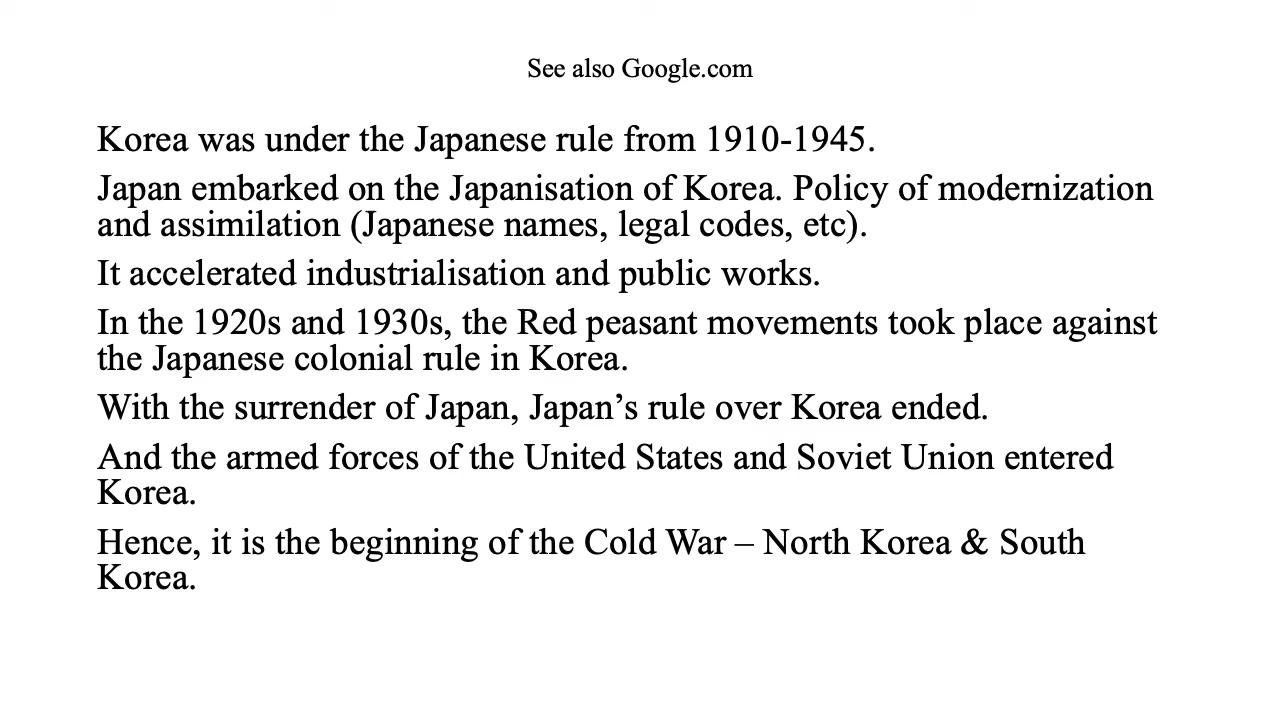 See also Google.com
Korea was under the Japanese rule from 1910-1945.
Japan embarked on the Japanisation of Korea. Policy of modernization
and assimilation (Japanese names, legal codes, etc).
It accelerated industrialisation and public works.
In the 1920s and 1930s, the Red peasant movements took place against
the Japanese colonial rule in Korea.
With the surrender of Japan, Japan’s rule over Korea ended.
And the armed forces of the United States and Soviet Union entered
Korea.
Hence, it is the beginning of the Cold War – North Korea & South
Korea.